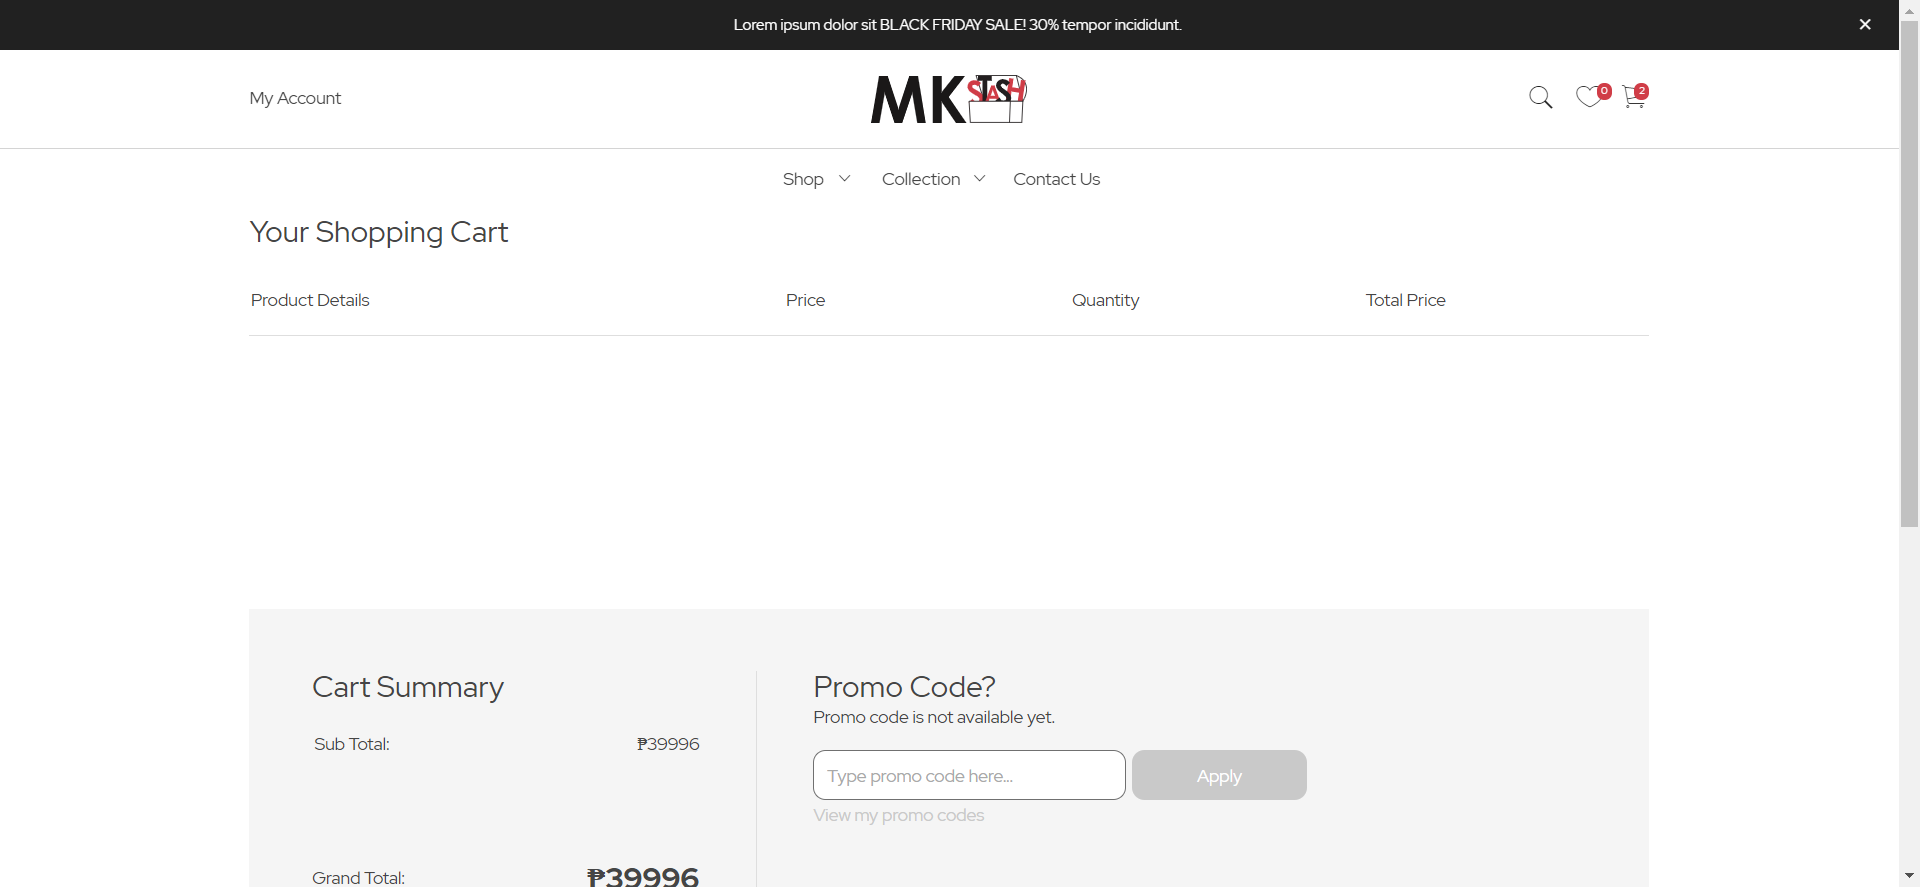 Lorem ipsum dolor sit BLACK FRIDAY SALE! 30% tempor incididunt.
My Account
MK STASH
0
2
Shop
Collection
Contact Us
Your Shopping Cart
Product Details
Price
Quantity
Total Price
Cart Summary
Sub Total:
₱39996
Grand Total:
₱39996
Promo Code?
Promo code is not available yet.
Type promo code here...
Apply
View my promo codes